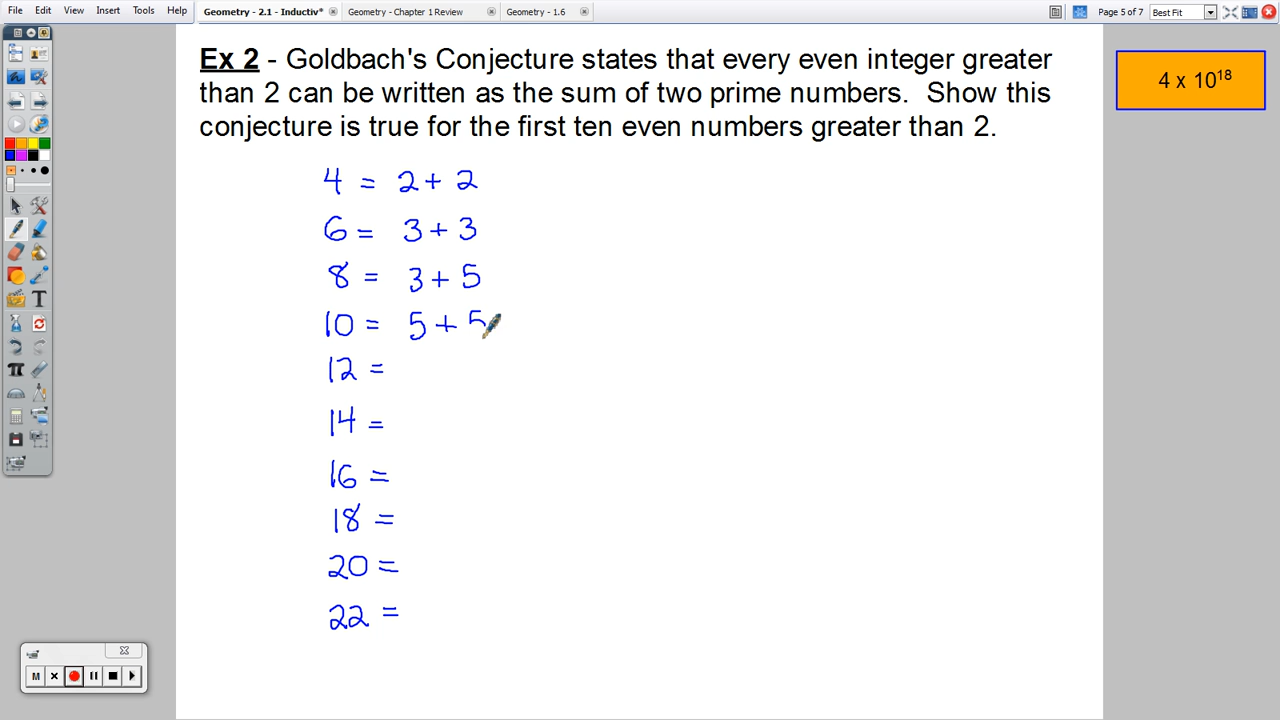 File Edit View Insert Tools Help
Geometry - 2.1 - Inductiv* Geometry - Chapter 1 Review Geometry - 1.6
Page 5 of 7 Best Fit
Ex 2 - Goldbach's Conjecture states that every even integer greater
than 2 can be written as the sum of two prime numbers. Show this
conjecture is true for the first ten even numbers greater than 2.
4 x 10¹⁸
4 = 2 + 2
6 = 3 + 3
8 = 3 + 5
10 = 5 + 5
12 =
14 =
16 =
18 =
20 =
22 =
M